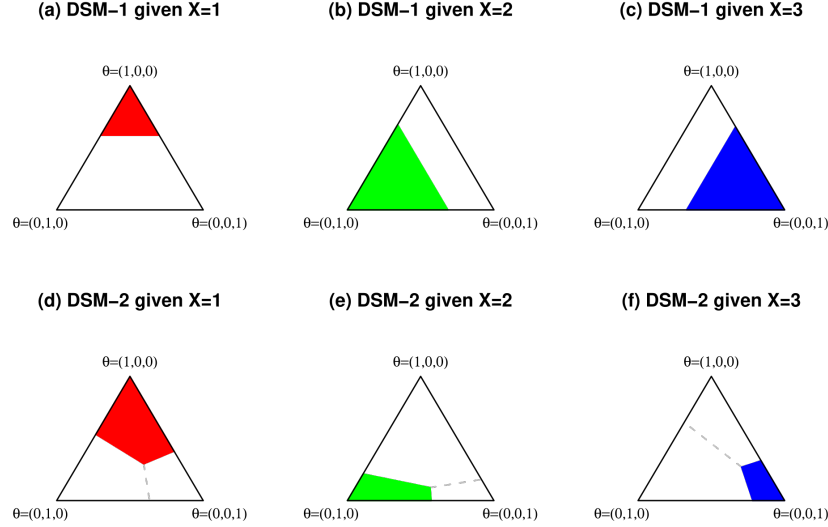 (a) DSM−1 given X=1
(b) DSM−1 given X=2
(c) DSM−1 given X=3
θ=(1,0,0)
θ=(1,0,0)
θ=(1,0,0)
θ=(0,1,0)
θ=(0,0,1)
θ=(0,1,0)
θ=(0,0,1)
θ=(0,1,0)
θ=(0,0,1)
(d) DSM−2 given X=1
(e) DSM−2 given X=2
(f) DSM−2 given X=3
θ=(1,0,0)
θ=(1,0,0)
θ=(1,0,0)
θ=(0,1,0)
θ=(0,0,1)
θ=(0,1,0)
θ=(0,0,1)
θ=(0,1,0)
θ=(0,0,1)